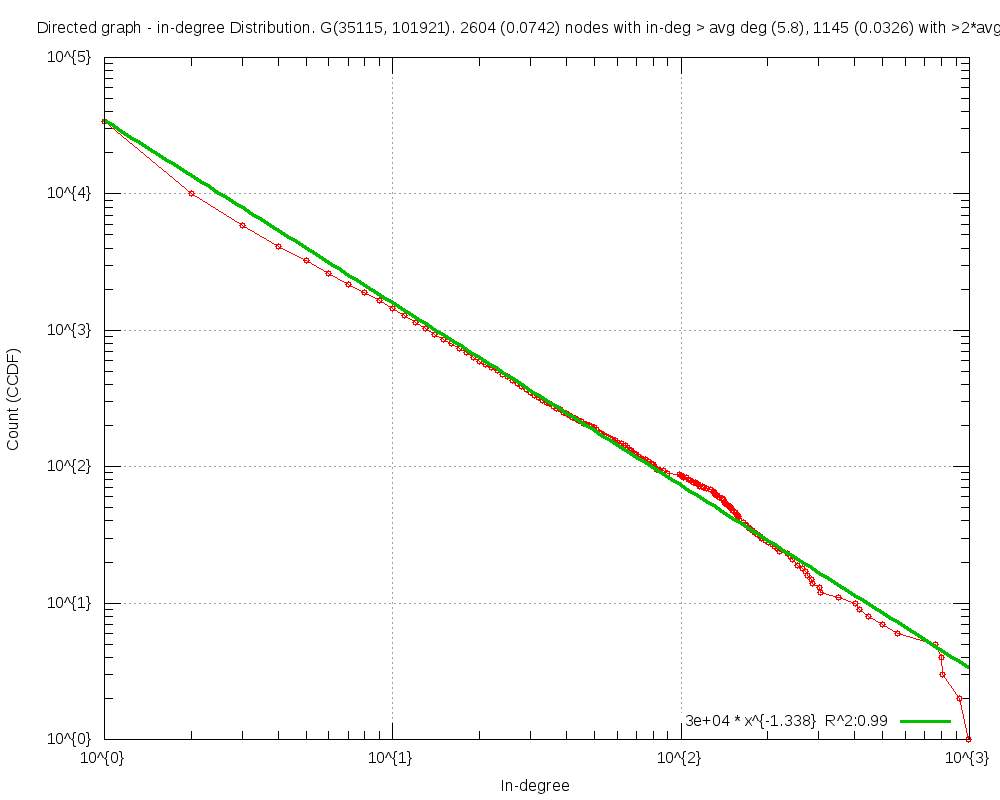 Directed graph - in-degree Distribution. G(35115, 101921). 2604 (0.0742) nodes with in-deg > avg deg (5.8), 1145 (0.0326) with >2*avg
10^{5}
10^{4}
10^{3}
10^{2}
10^{1}
10^{0}
Count (CCDF)
3e+04 * x^{-1.338} R^2:0.99
10^{0}
10^{1}
10^{2}
10^{3}
In-degree